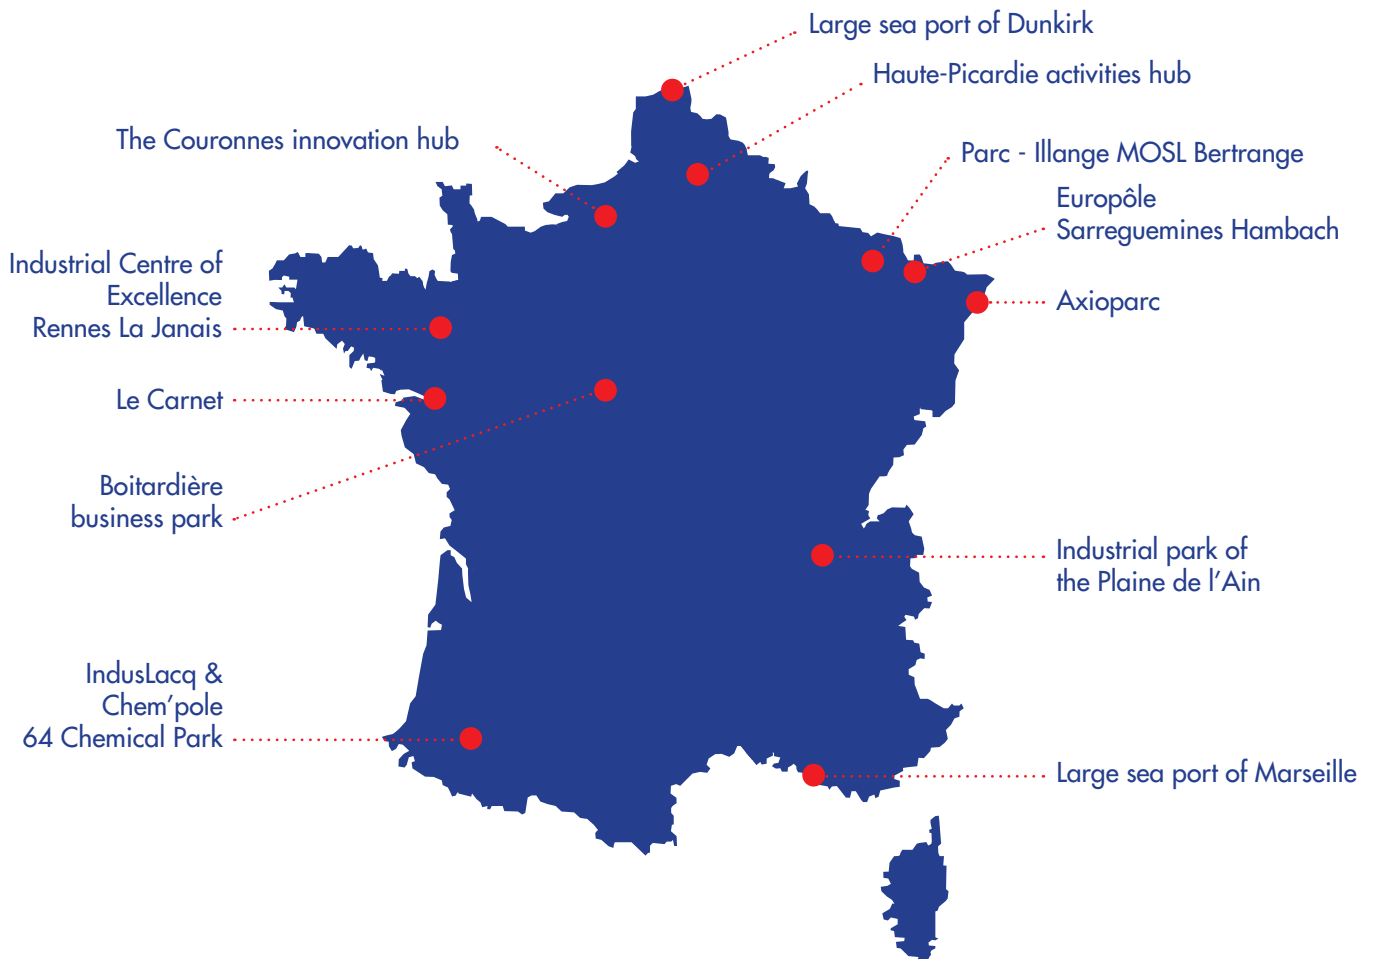 Large sea port of Dunkirk
Haute-Picardie activities hub
The Couronnes innovation hub
Parc - Illange MOSL Bertrange
Europôle
Sarreguemines Hambach
Industrial Centre of
Excellence
Rennes La Janais
Axioparc
Le Carnet
Boitardière
business park
Industrial park of
the Plaine de l'Ain
IndusLacq &
Chem'pole
64 Chemical Park
Large sea port of Marseille